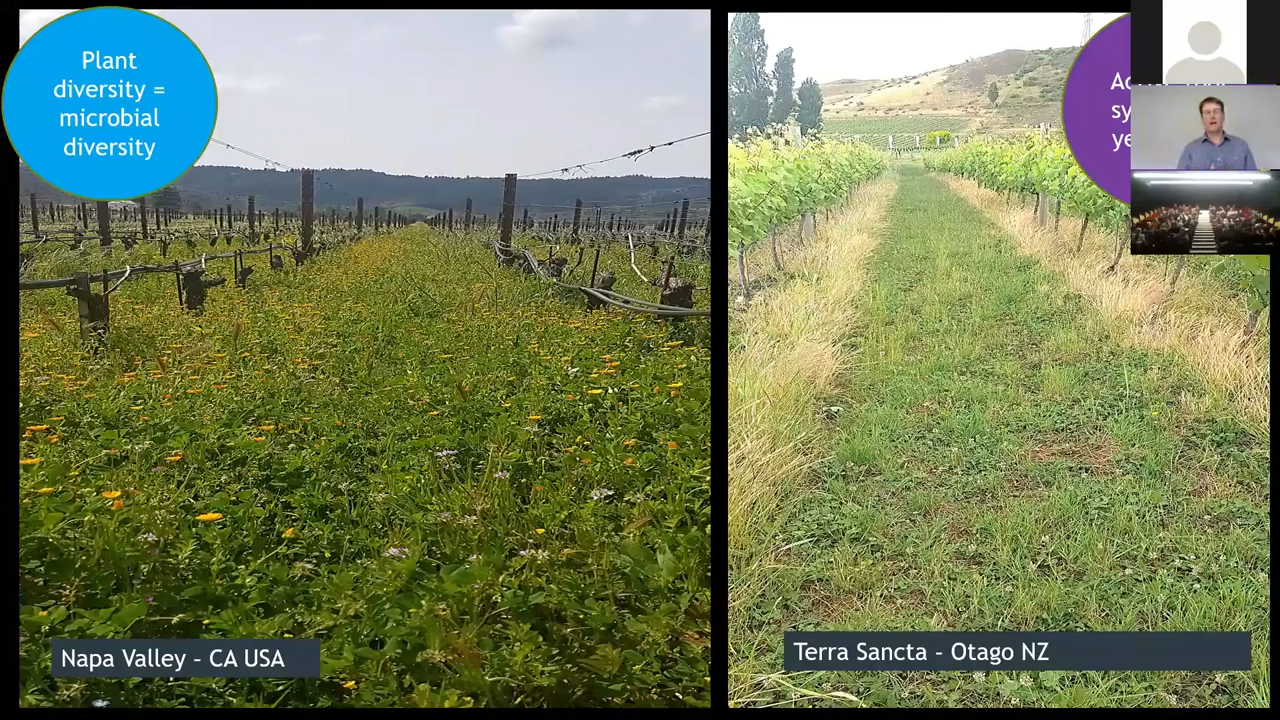 Plant
diversity =
microbial
diversity
Napa Valley - CA USA
Terra Sancta - Otago NZ